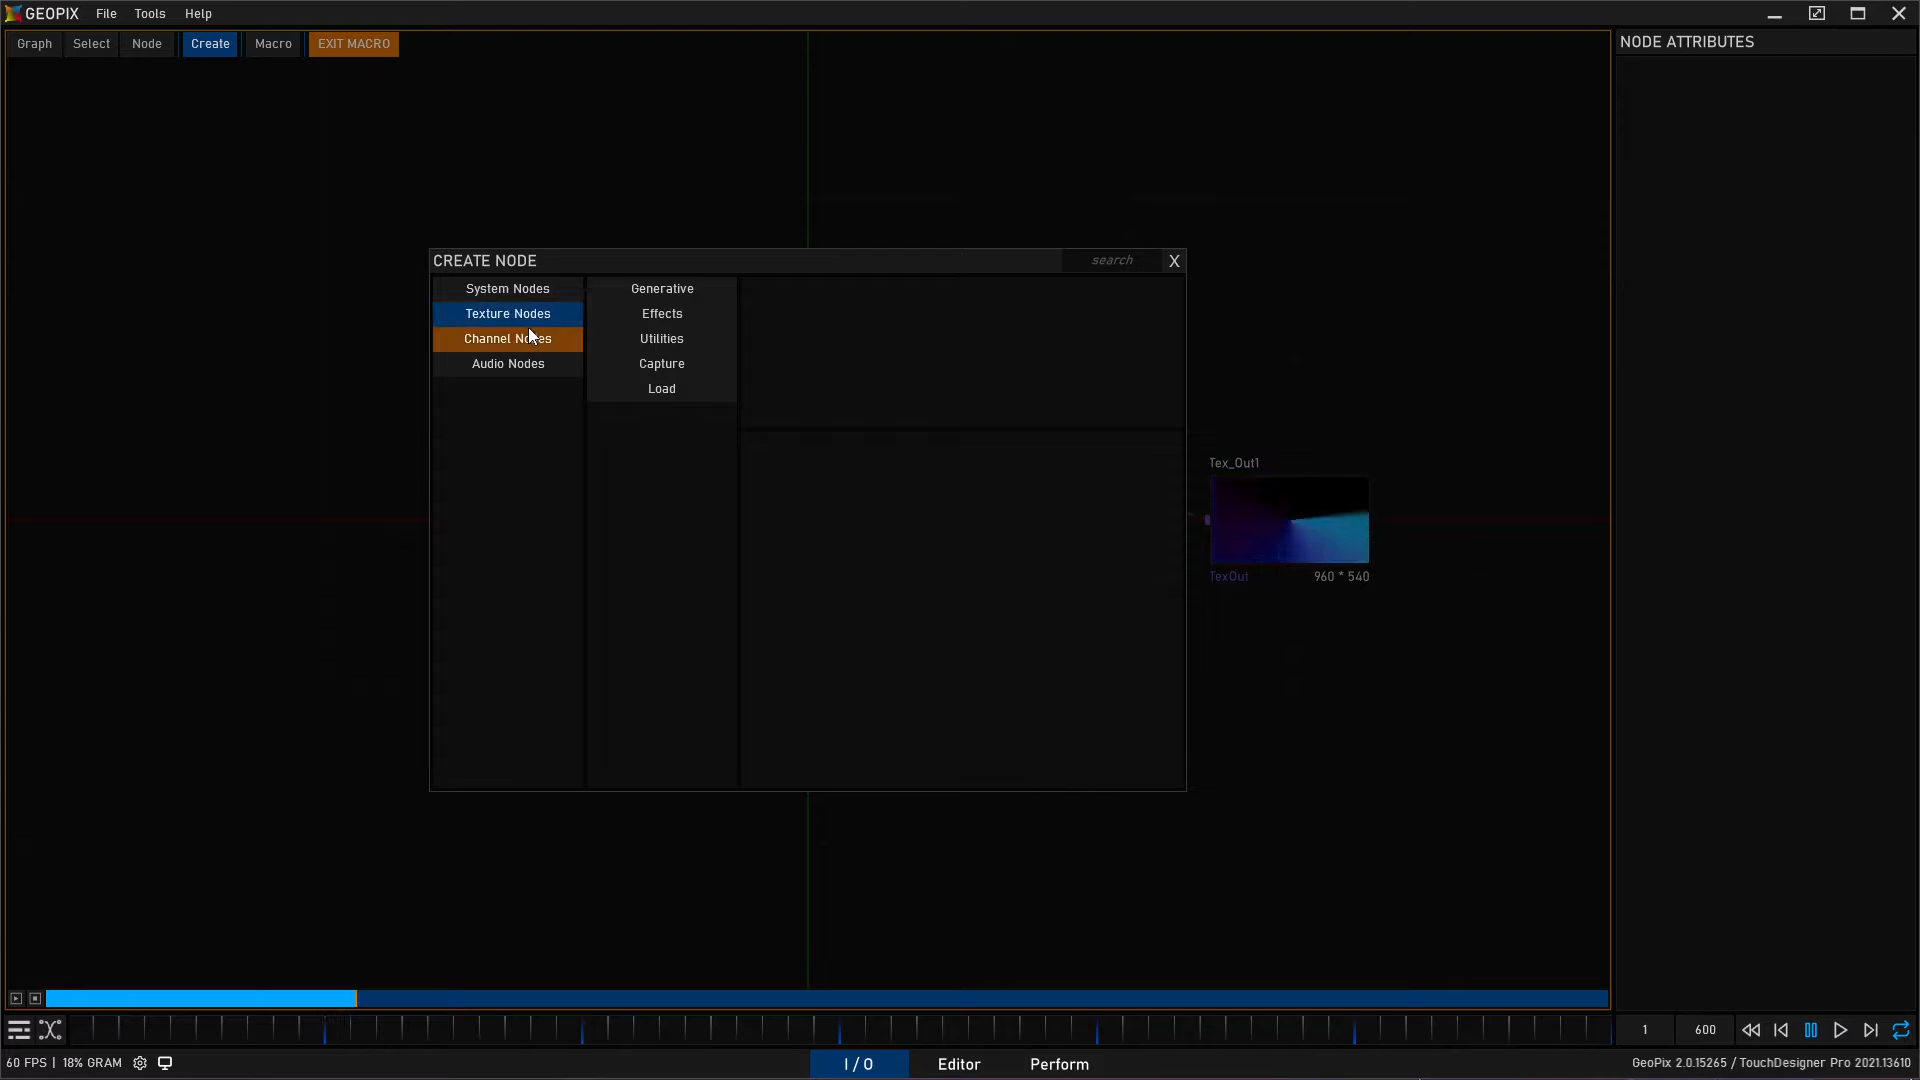 GEOPIX File Tools Help
Graph Select Node Create Macro EXIT MACRO
NODE ATTRIBUTES
CREATE NODE search X
System Nodes
Texture Nodes
Channel Nodes
Audio Nodes
Generative
Effects
Utilities
Capture
Load
Tex_Out1
TexOut 960 * 540
1 600
60 FPS | 18% GRAM
I / O Editor Perform
GeoPix 2.0.15265 / TouchDesigner Pro 2021.13610